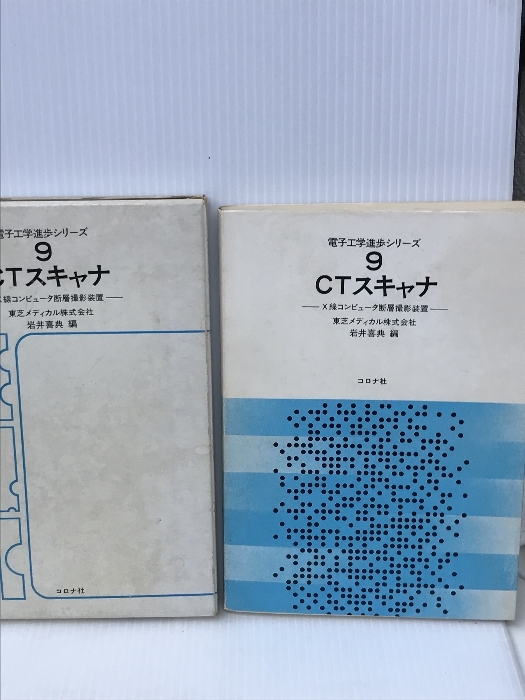 電子工学進歩シリーズ
9
CTスキャナ
X線コンピュータ断層撮影装置
東芝メディカル株式会社
岩井喜典 編
コロナ社
電子工学進歩シリーズ
9
CTスキャナ
X線コンピュータ断層撮影装置
東芝メディカル株式会社
岩井喜典 編
コロナ社